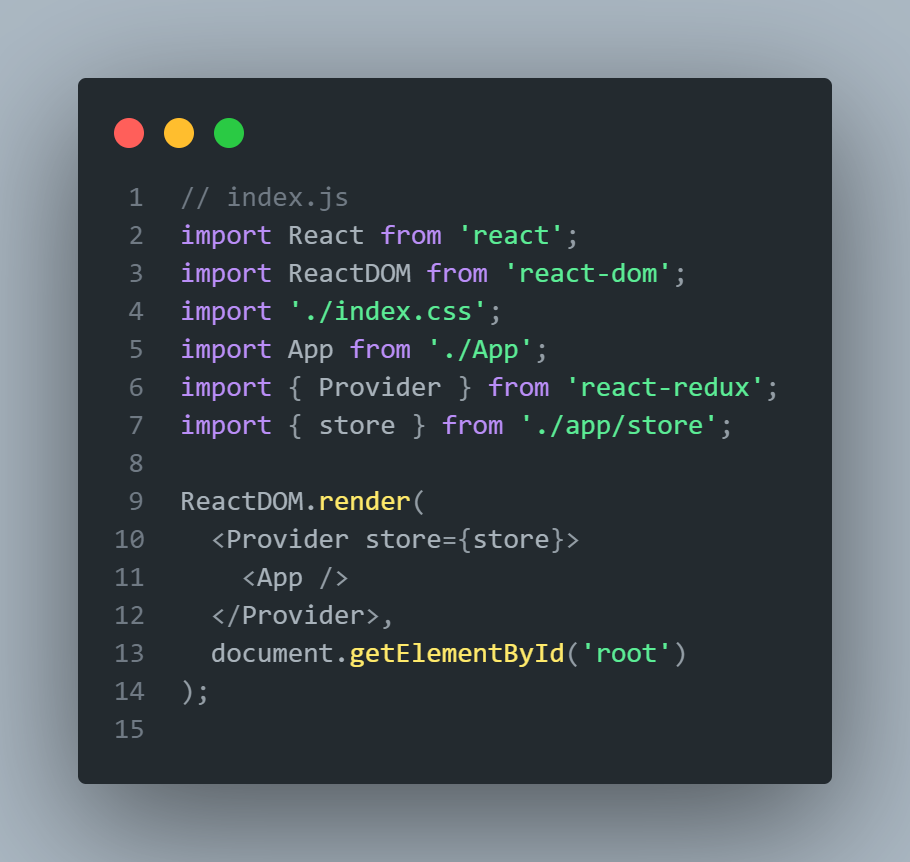 1 // index.js
2 import React from 'react';
3 import ReactDOM from 'react-dom';
4 import './index.css';
5 import App from './App';
6 import { Provider } from 'react-redux';
7 import { store } from './app/store';
8
9 ReactDOM.render(
10   <Provider store={store}>
11     <App />
12   </Provider>,
13   document.getElementById('root')
14 );
15